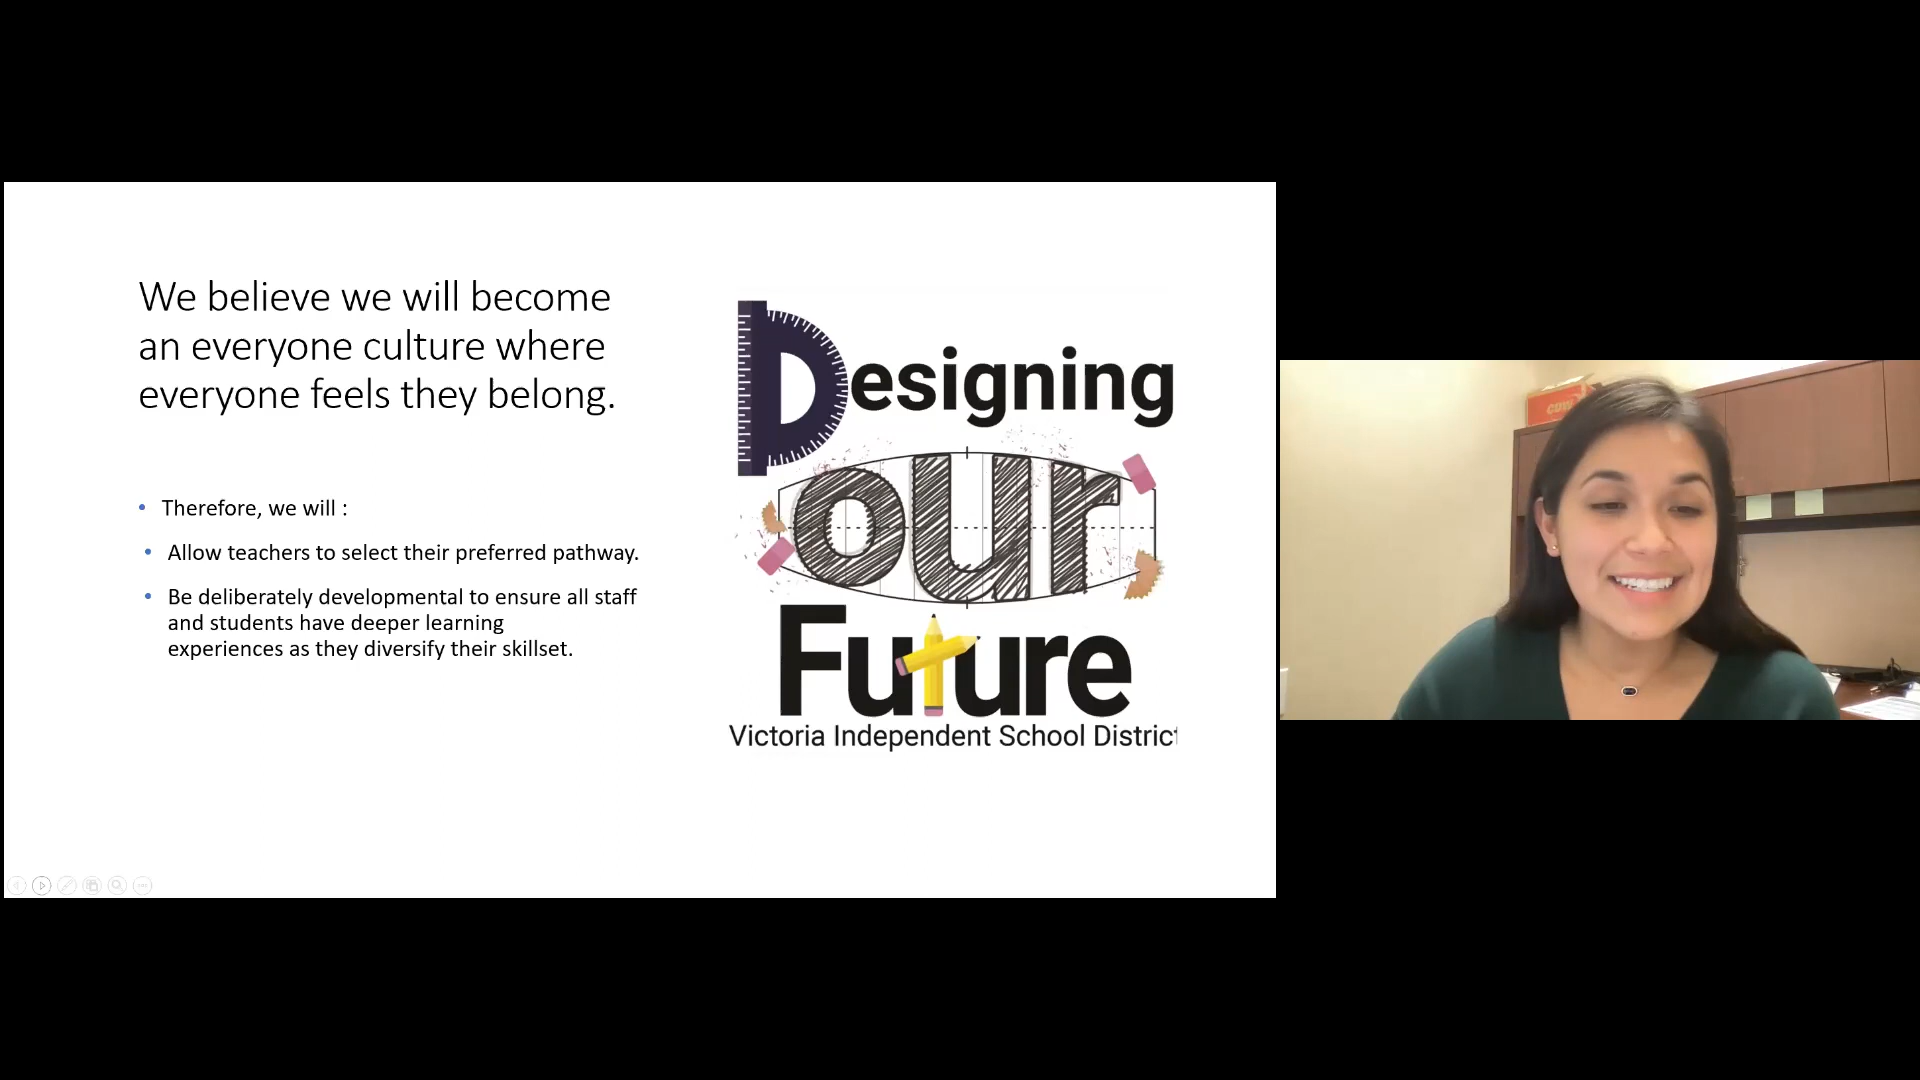 We believe we will become
an everyone culture where
everyone feels they belong.
• Therefore, we will :
• Allow teachers to select their preferred pathway.
• Be deliberately developmental to ensure all staff
and students have deeper learning
experiences as they diversify their skillset.
Designing
our
Future
Victoria Independent School District
CDW